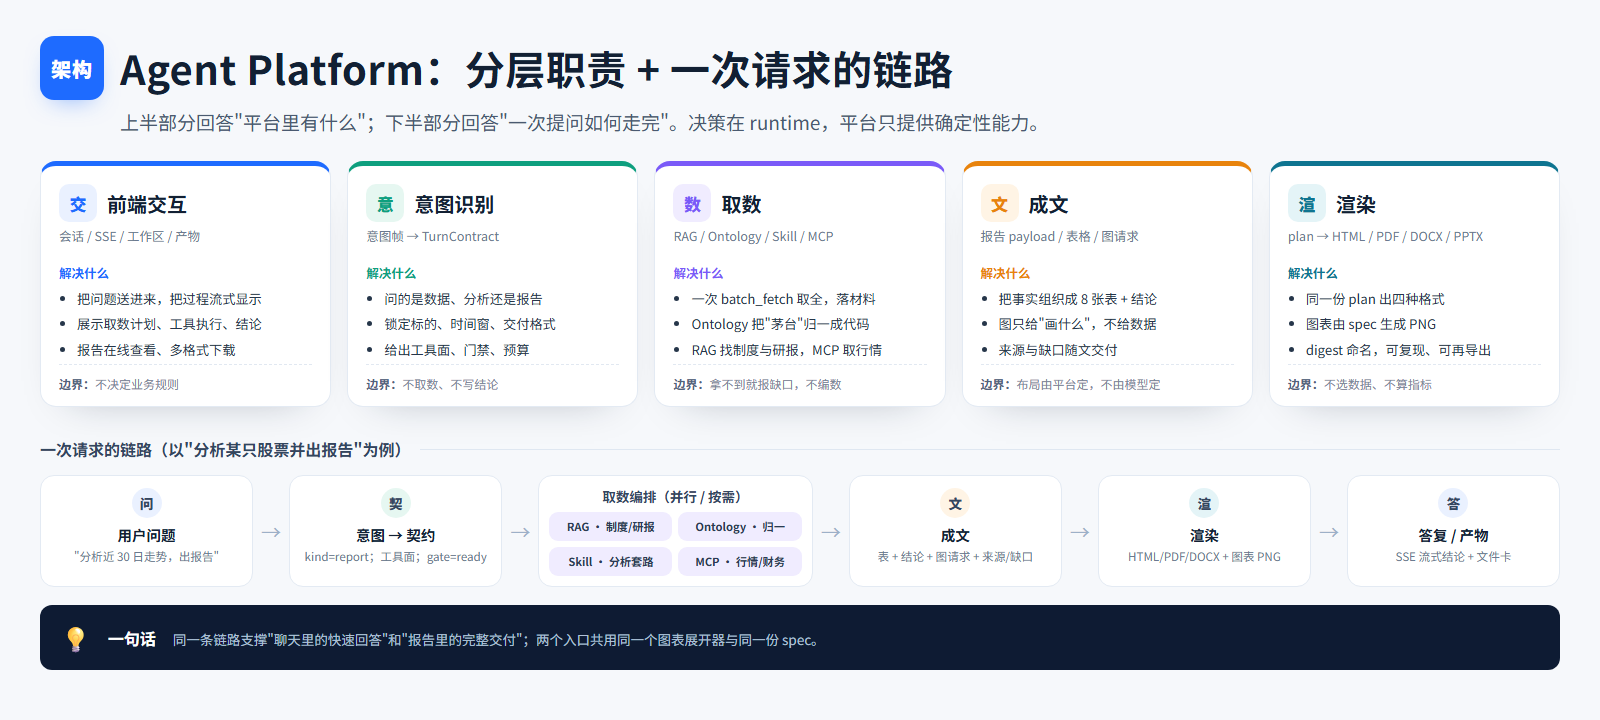 架构
Agent Platform：分层职责 + 一次请求的链路
上半部分回答"平台里有什么"；下半部分回答"一次提问如何走完"。决策在 runtime，平台只提供确定性能力。
交 前端交互
会话 / SSE / 工作区 / 产物
解决什么
• 把问题送进来，把过程流式显示
• 展示取数计划、工具执行、结论
• 报告在线查看、多格式下载
边界：不决定业务规则
意 意图识别
意图帧 → TurnContract
解决什么
• 问的是数据、分析还是报告
• 锁定标的、时间窗、交付格式
• 给出工具面、门禁、预算
边界：不取数、不写结论
数 取数
RAG / Ontology / Skill / MCP
解决什么
• 一次 batch_fetch 取全，落材料
• Ontology 把"茅台"归一成代码
• RAG 找制度与研报，MCP 取行情
边界：拿不到就报缺口，不编数
文 成文
报告 payload / 表格 / 图请求
解决什么
• 把事实组织成 8 张表 + 结论
• 图只给"画什么"，不给数据
• 来源与缺口随文交付
边界：布局由平台定，不由模型定
渲 渲染
plan → HTML / PDF / DOCX / PPTX
解决什么
• 同一份 plan 出四种格式
• 图表由 spec 生成 PNG
• digest 命名，可复现、可再导出
边界：不选数据、不算指标
一次请求的链路（以"分析某只股票并出报告"为例）
问
用户问题
"分析近 30 日走势，出报告"
→
契
意图 → 契约
kind=report；工具面；gate=ready
→
取数编排（并行 / 按需）
RAG · 制度/研报
Ontology · 归一
Skill · 分析套路
MCP · 行情/财务
→
文
成文
表 + 结论 + 图请求 + 来源/缺口
→
渲
渲染
HTML/PDF/DOCX + 图表 PNG
→
答
答复 / 产物
SSE 流式结论 + 文件卡
一句话 同一条链路支撑"聊天里的快速回答"和"报告里的完整交付"；两个入口共用同一个图表展开器与同一份 spec。